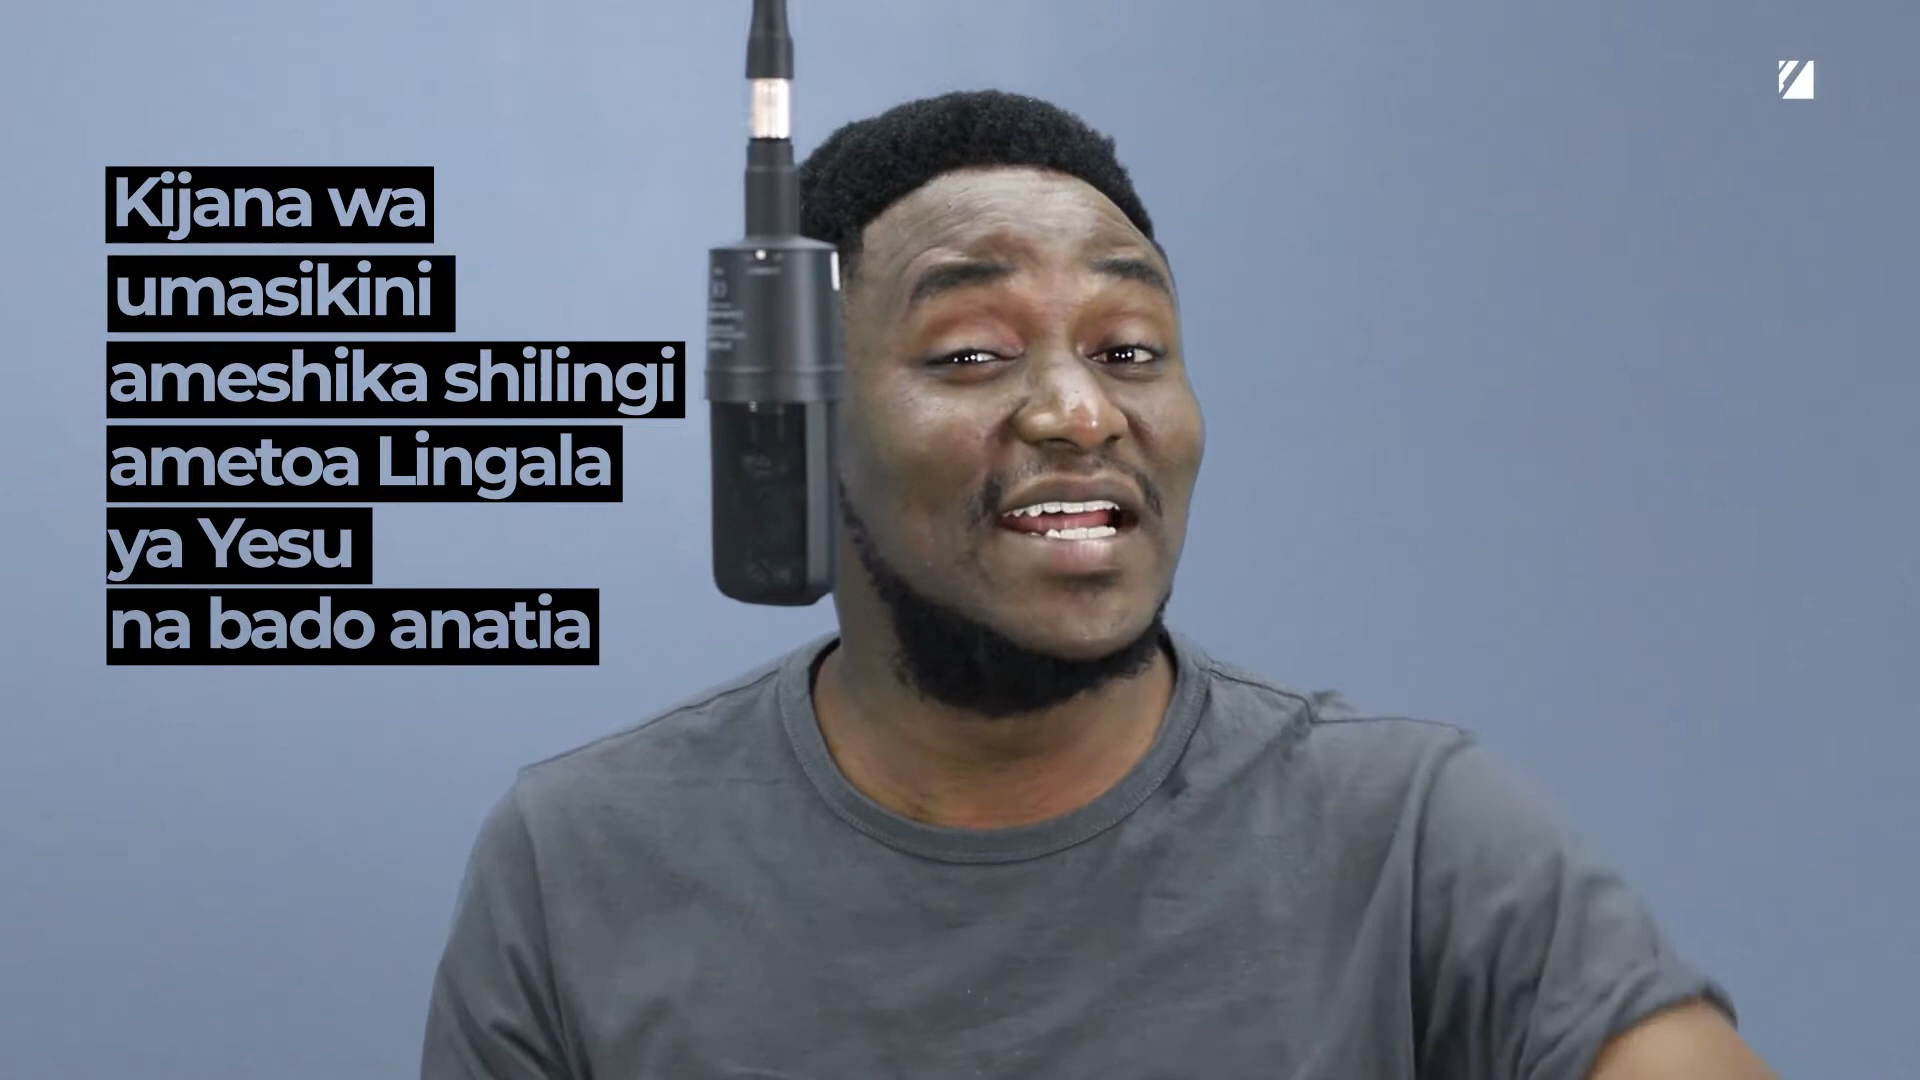 Kijana wa
umasikini
ameshika shilingi
ametoa Lingala
ya Yesu
na bado anatia